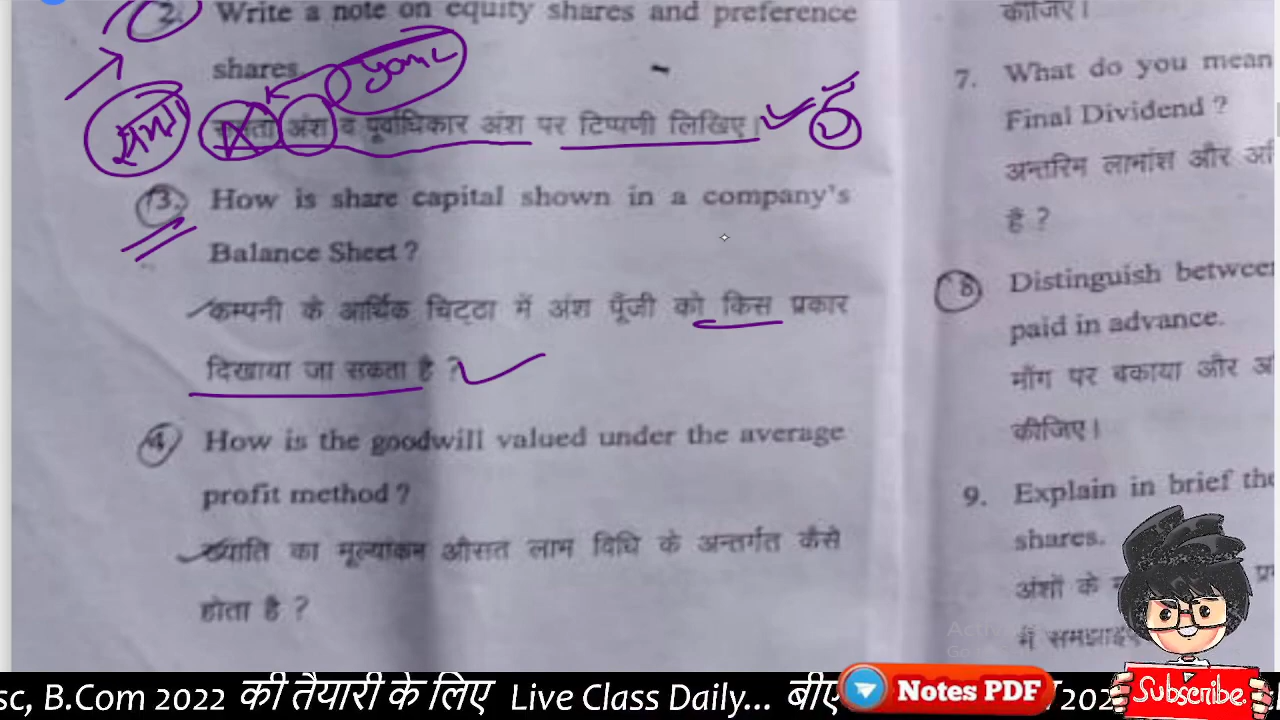 2. Write a note on equity shares and preference
shares.
अंश व पूर्वाधिकार अंश पर टिप्पणी लिखिए।
3. How is share capital shown in a company's
Balance Sheet ?
कम्पनी के आर्थिक चिट्ठा में अंश पूँजी को किस प्रकार
दिखाया जा सकता है ?
4. How is the goodwill valued under the average
profit method ?
ख्याति का मूल्यांकन औसत लाभ विधि के अन्तर्गत कैसे
होता है ?
कीजिए।
7. What do you mean
Final Dividend ?
अन्तरिम लाभांश और
है ?
8. Distinguish between
paid in advance.
माँग पर बकाया और
कीजिए।
9. Explain in brief the
shares.
अंशों के
में
sc, B.Com 2022 की तैयारी के लिए Live Class Daily... बीए
Notes PDF
Subscribe